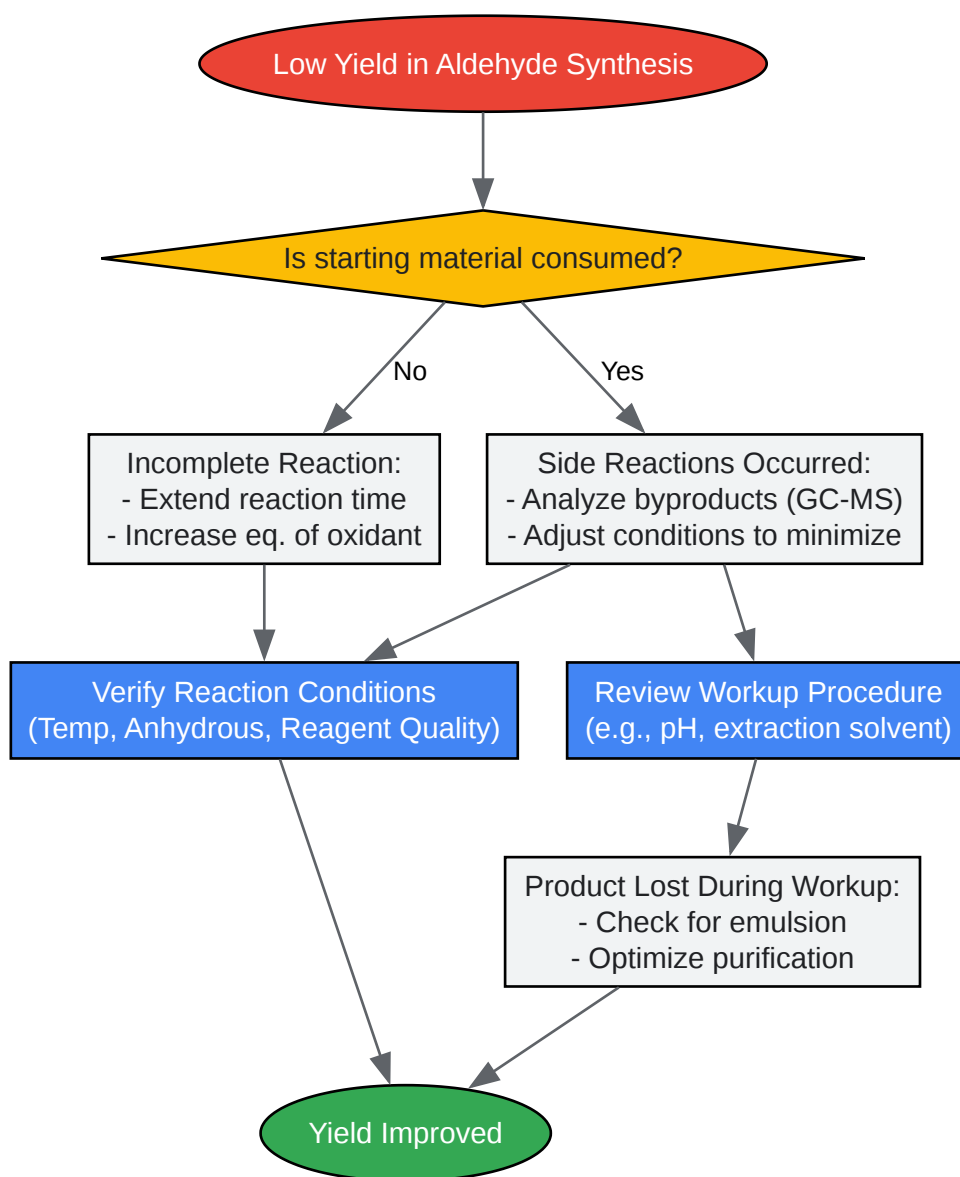 Low Yield in Aldehyde Synthesis
Is starting material consumed?
No
Yes
Incomplete Reaction:
- Extend reaction time
- Increase eq. of oxidant
Side Reactions Occurred:
- Analyze byproducts (GC-MS)
- Adjust conditions to minimize
Verify Reaction Conditions
(Temp, Anhydrous, Reagent Quality)
Review Workup Procedure
(e.g., pH, extraction solvent)
Product Lost During Workup:
- Check for emulsion
- Optimize purification
Yield Improved